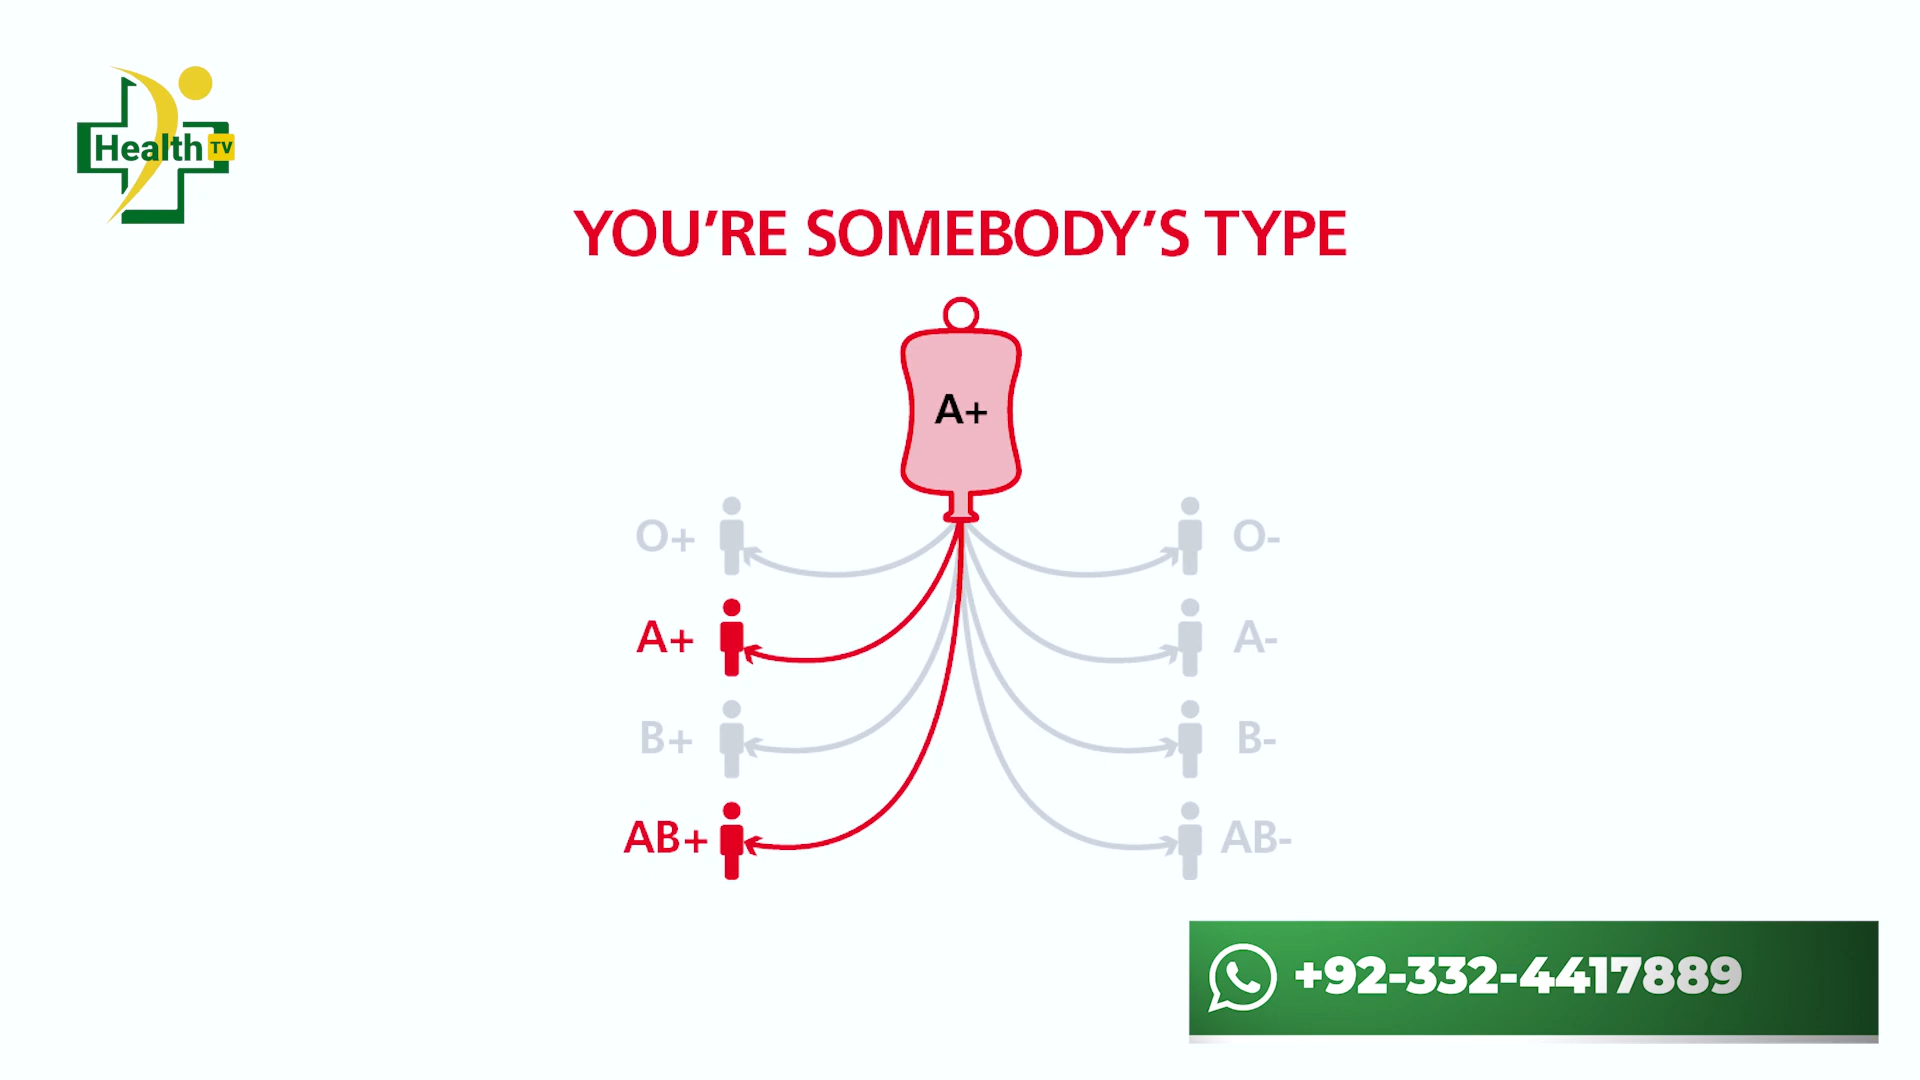 Health TV
YOU'RE SOMEBODY'S TYPE
A+
O+
O-
A+
A-
B+
B-
AB+
AB-
+92-332-4417889